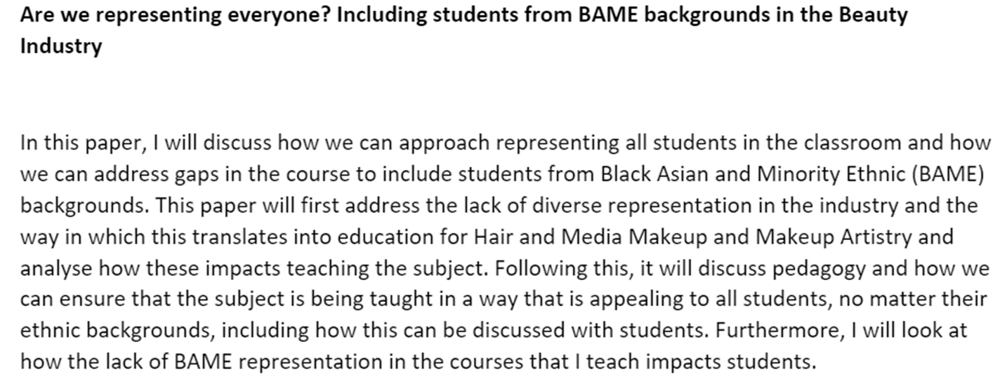 Are we representing everyone? Including students from BAME backgrounds in the Beauty
Industry
In this paper, I will discuss how we can approach representing all students in the classroom and how
we can address gaps in the course to include students from Black Asian and Minority Ethnic (BAME)
backgrounds. This paper will first address the lack of diverse representation in the industry and the
way in which this translates into education for Hair and Media Makeup and Makeup Artistry and
analyse how these impacts teaching the subject. Following this, it will discuss pedagogy and how we
can ensure that the subject is being taught in a way that is appealing to all students, no matter their
ethnic backgrounds, including how this can be discussed with students. Furthermore, I will look at
how the lack of BAME representation in the courses that I teach impacts students.